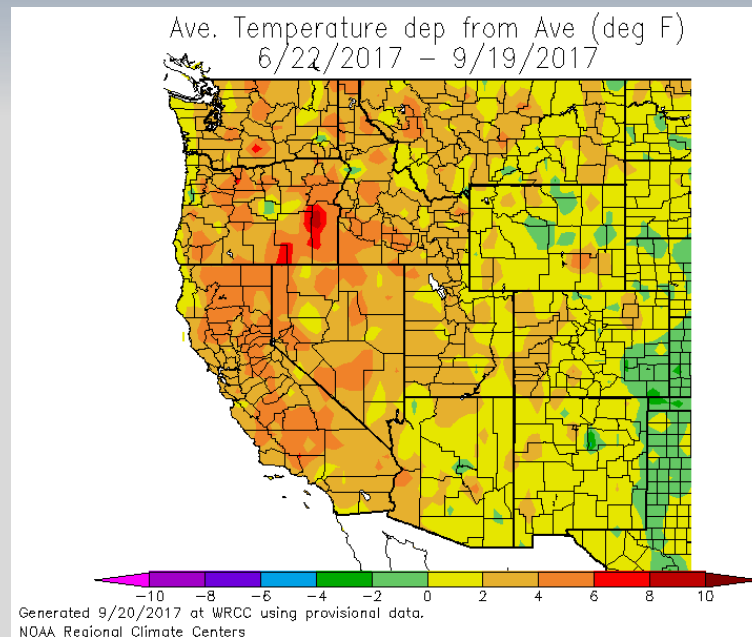 Ave. Temperature dep from Ave (deg F)
6/22/2017 – 9/19/2017
-10 -8 -6 -4 -2 0 2 4 6 8 10
Generated 9/20/2017 at WRCC using provisional data.
NOAA Regional Climate Centers